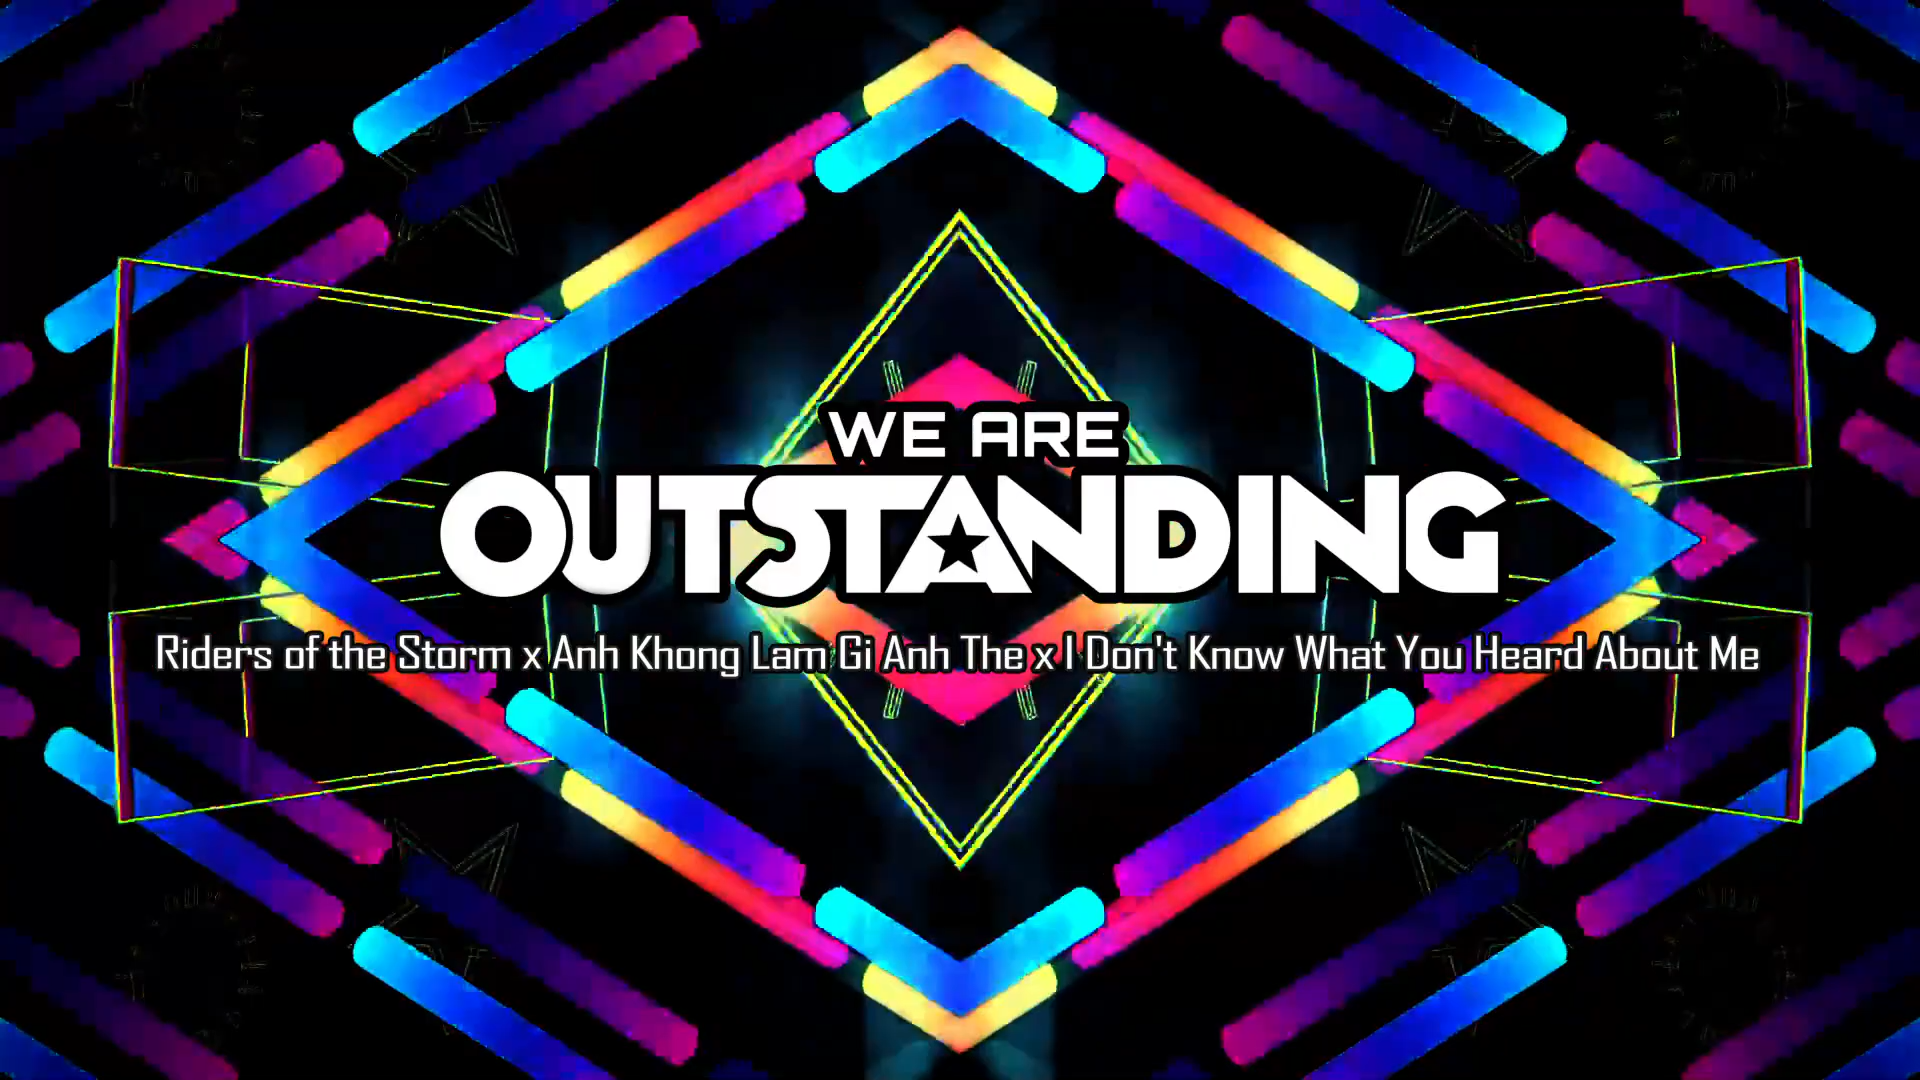 WE ARE
OUTSTANDING
Riders of the Storm x Anh Khong Lam Gi Anh The x I Don't Know What You Heard About Me